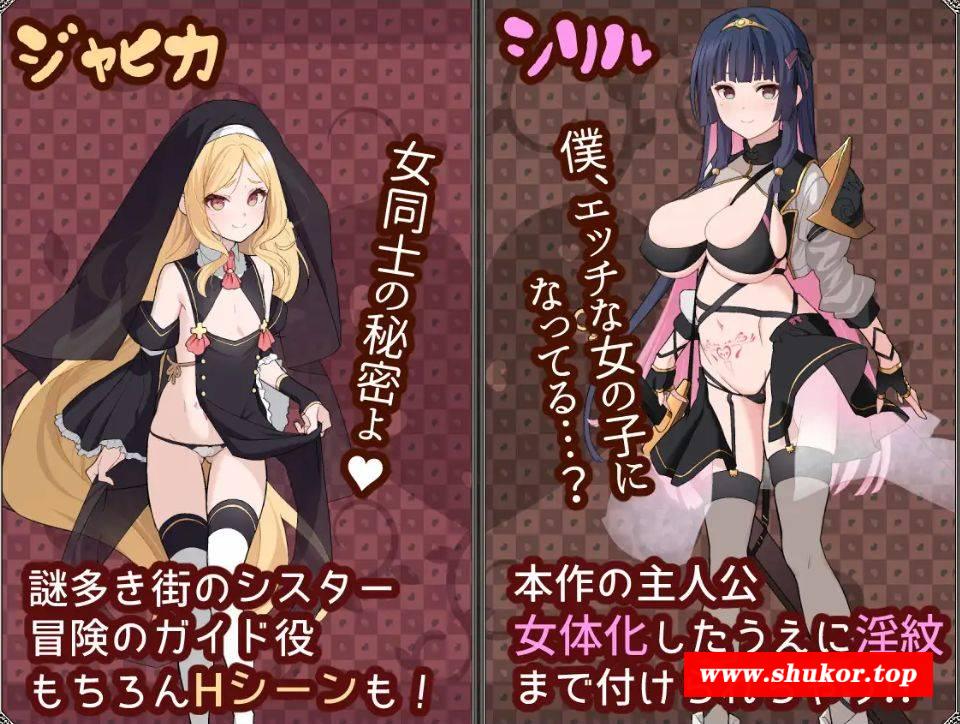 ジャヒカ
女同士の秘密ょ♥
謎多き街のシスター
冒険のガイド役
もちろんHシーンも！
シリル
僕、エッチな女の子に
なってる…？
本作の主人公
女体化したうえに淫紋
まで付け
www.shukor.top